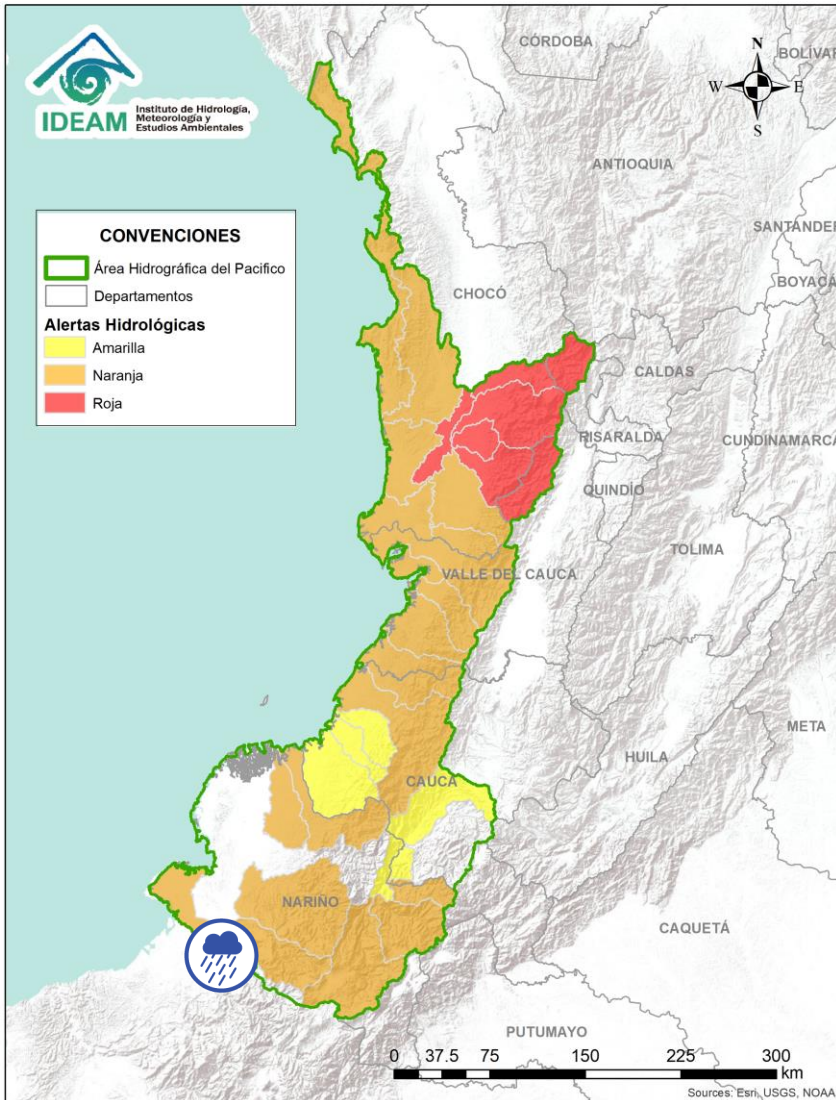 IDEAM
Instituto de Hidrología,
Meteorología y
Estudios Ambientales
CÓRDOBA
BOLÍVAR
N
W
E
S
ANTIOQUIA
SANTANDER
BOYACÁ
CONVENCIONES
Área Hidrográfica del Pacifico
Departamentos
Alertas Hidrológicas
Amarilla
Naranja
Roja
CHOCÓ
CALDAS
RISARALDA
CUNDINAMARCA
QUINDÍO
TOLIMA
VALLE DEL CAUCA
META
HUILA
CAUCA
NARIÑO
CAQUETÁ
PUTUMAYO
0 37.5 75 150 225 300
km
Sources: Esri, USGS, NOAA